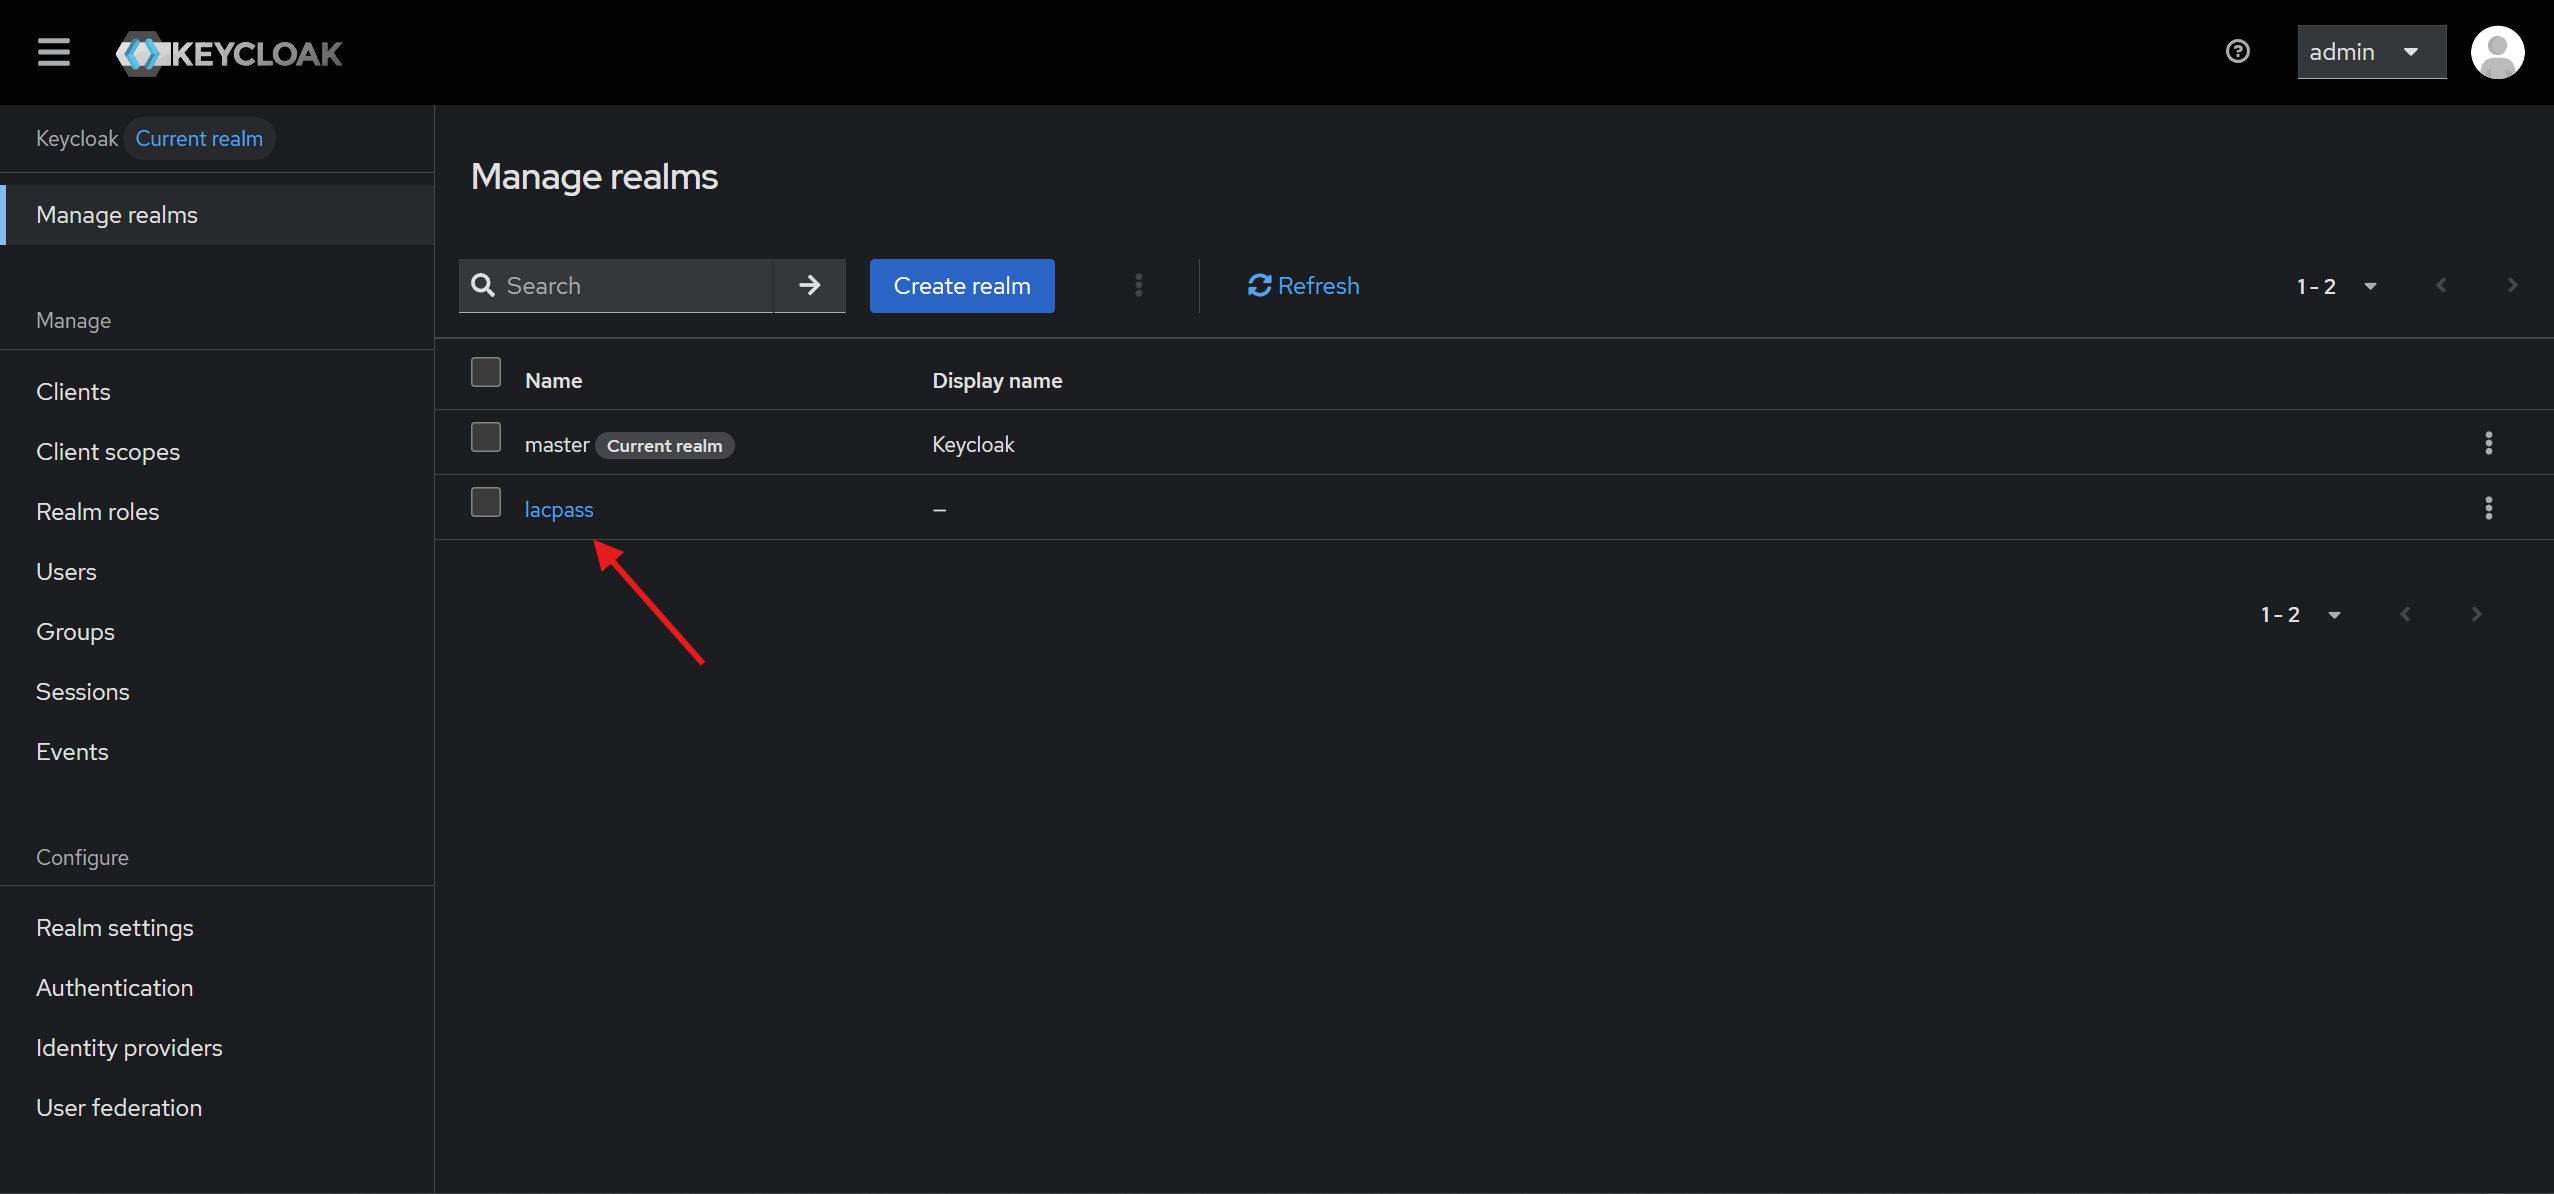 KEYCLOAK
admin
Keycloak Current realm
Manage realms
Manage
Clients
Client scopes
Realm roles
Users
Groups
Sessions
Events
Configure
Realm settings
Authentication
Identity providers
User federation
Manage realms
Search
Create realm
Refresh
1 - 2
Name Display name
master Current realm Keycloak
lacpass –
1 - 2